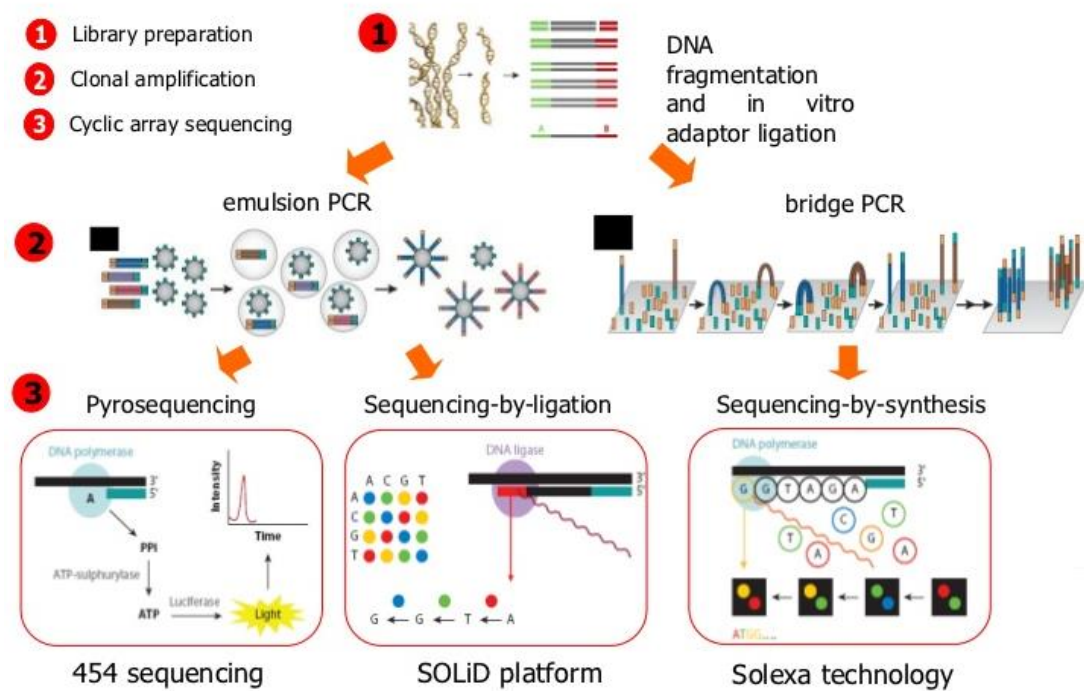 1 Library preparation
2 Clonal amplification
3 Cyclic array sequencing
1
DNA
fragmentation
and in vitro
adaptor ligation
A B
emulsion PCR
bridge PCR
2
3
Pyrosequencing
DNA polymerase
3'
5'
A
PPi
ATP-sulphurylase
ATP
Luciferase
Light
Intensity
Time
454 sequencing
Sequencing-by-ligation
DNA ligase
3'
5'
A C G T
A
C
G
T
G G T A
SOLiD platform
Sequencing-by-synthesis
DNA polymerase
3'
5'
G G T A G A
C T
T A G A
ATGG....
Solexa technology